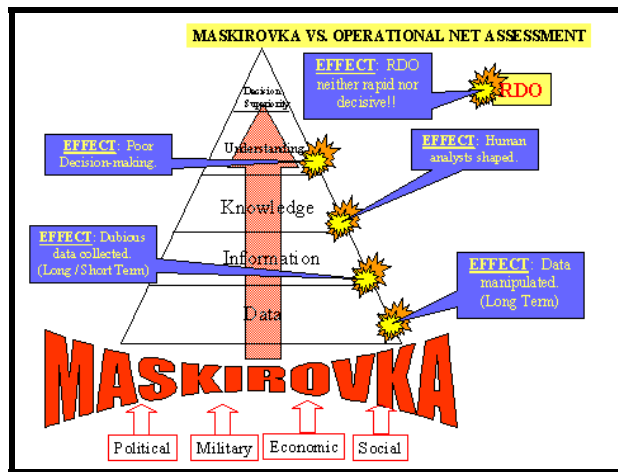 MASKIROVKA VS. OPERATIONAL NET ASSESSMENT
EFFECT: RDO
neither rapid nor
decisive!!
RDO
Decision
Superiority
EFFECT: Poor
Decision-making.
Understanding
EFFECT: Human
analysts shaped.
Knowledge
EFFECT: Dubious
data collected.
(Long / Short Term)
Information
EFFECT: Data
manipulated.
(Long Term)
Data
MASKIROVKA
Political
Military
Economic
Social